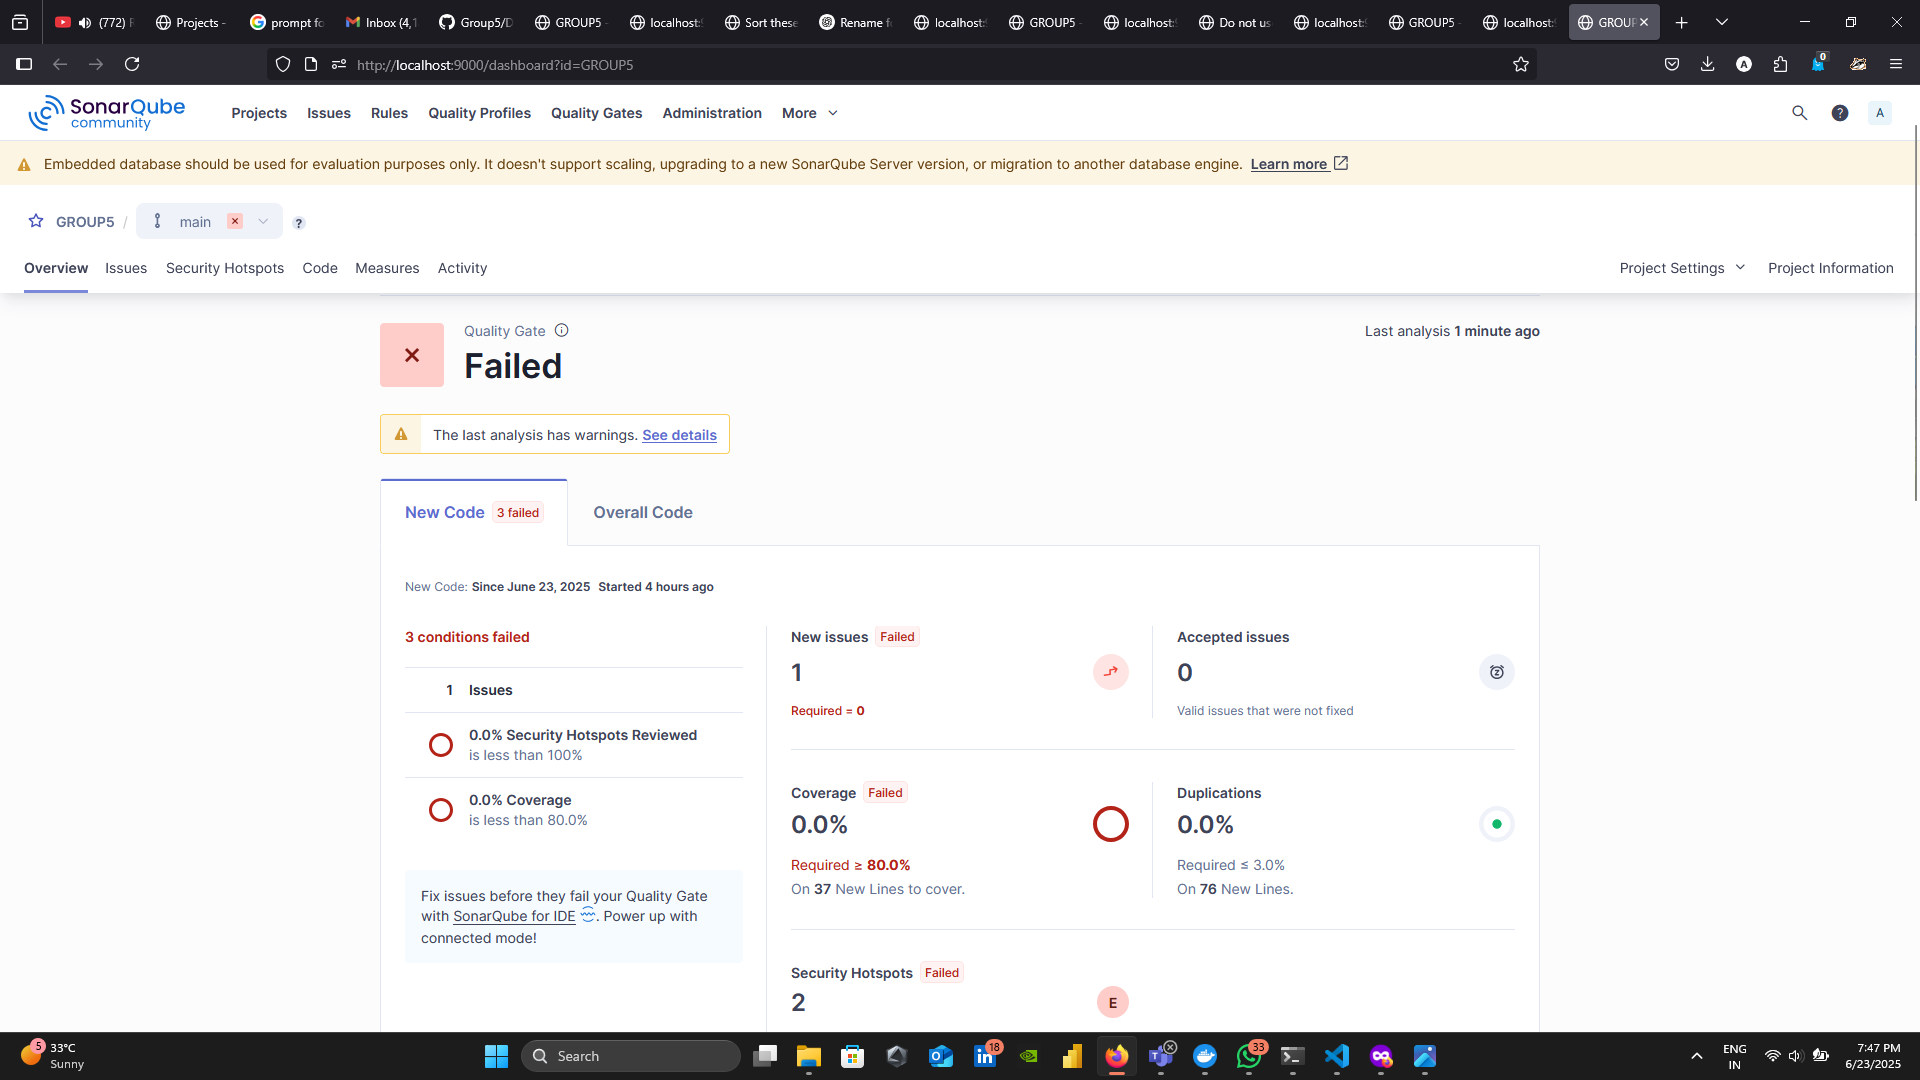 (772)
Projects -
prompt fo
Inbox (4,1
Group5/D
GROUP5 -
localhost:9
Sort these
Rename fi
localhost:9
GROUP5 -
localhost:9
Do not us
localhost:9
GROUP5 -
localhost:9
GROUP
http://localhost:9000/dashboard?id=GROUP5
A
0
SonarQube
community
Projects
Issues
Rules
Quality Profiles
Quality Gates
Administration
More
?
A
Embedded database should be used for evaluation purposes only. It doesn't support scaling, upgrading to a new SonarQube Server version, or migration to another database engine. Learn more
GROUP5 / main
?
Overview
Issues
Security Hotspots
Code
Measures
Activity
Project Settings
Project Information
Quality Gate
Failed
Last analysis 1 minute ago
The last analysis has warnings. See details
New Code 3 failed
Overall Code
New Code: Since June 23, 2025 Started 4 hours ago
3 conditions failed
1 Issues
0.0% Security Hotspots Reviewed
is less than 100%
0.0% Coverage
is less than 80.0%
Fix issues before they fail your Quality Gate
with SonarQube for IDE . Power up with
connected mode!
New issues Failed
1
Required = 0
Accepted issues
0
Valid issues that were not fixed
Coverage Failed
0.0%
Required ≥ 80.0%
On 37 New Lines to cover.
Duplications
0.0%
Required ≤ 3.0%
On 76 New Lines.
Security Hotspots Failed
2
E
5
33°C
Sunny
Search
18
33
ENG
IN
7:47 PM
6/23/2025